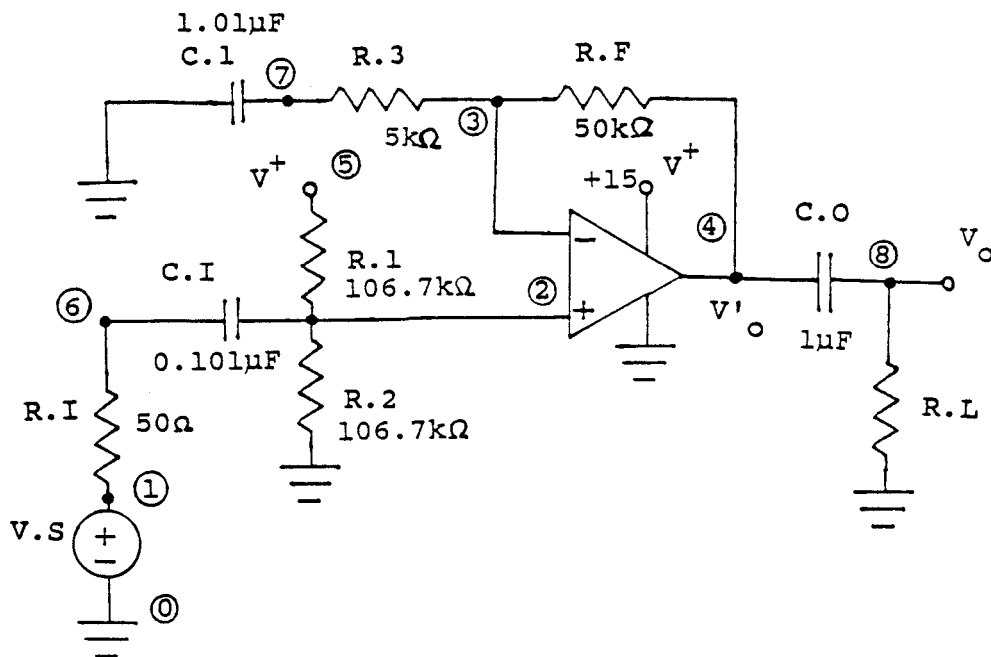 1.01µF
C.1
R.3
R.F
⑦
③
5kΩ
50kΩ
V+
⑤
+15
V+
C.O
④
⑧
Vo
C.I
R.1
106.7kΩ
②
-
+
⑥
V'o
0.101µF
1µF
R.2
106.7kΩ
R.I
50Ω
R.L
①
V.S
+
-
⓪